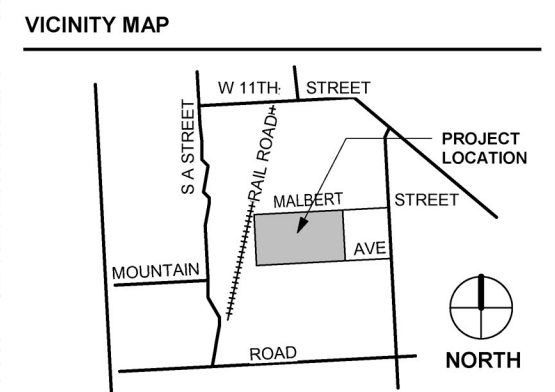 VICINITY MAP
W 11TH STREET
S A STREET
RAIL ROAD
PROJECT
LOCATION
MALBERT STREET
AVE
MOUNTAIN
ROAD
NORTH